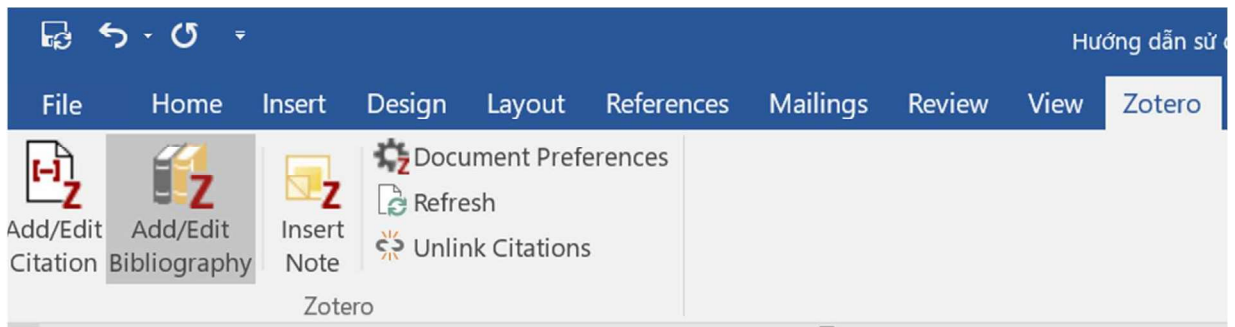 Hướng dẫn sử
File Home Insert Design Layout References Mailings Review View Zotero
Add/Edit Citation
Add/Edit Bibliography
Insert Note
Document Preferences
Refresh
Unlink Citations
Zotero